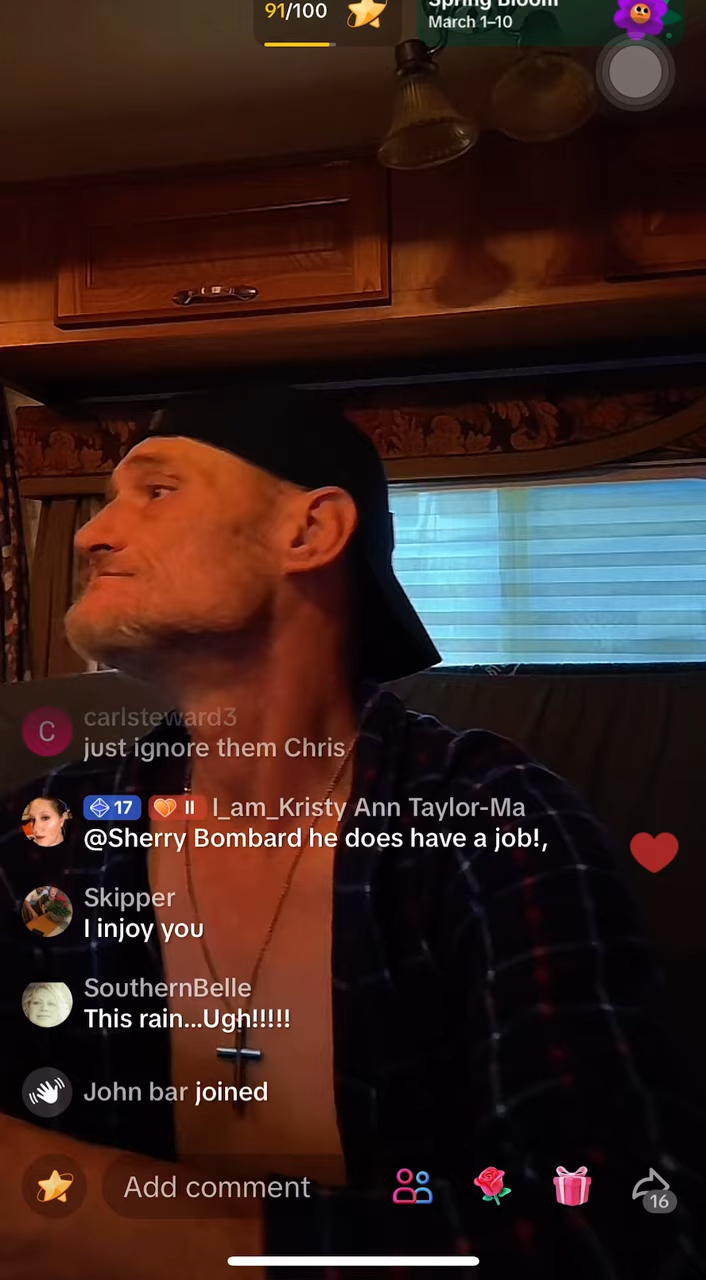 91/100
Spring Bloom
March 1–10
carlsteward3
just ignore them Chris
17 II I_am_Kristy Ann Taylor-Ma
@Sherry Bombard he does have a job!,
Skipper
I injoy you
SouthernBelle
This rain...Ugh!!!!!
John bar joined
Add comment
16
C